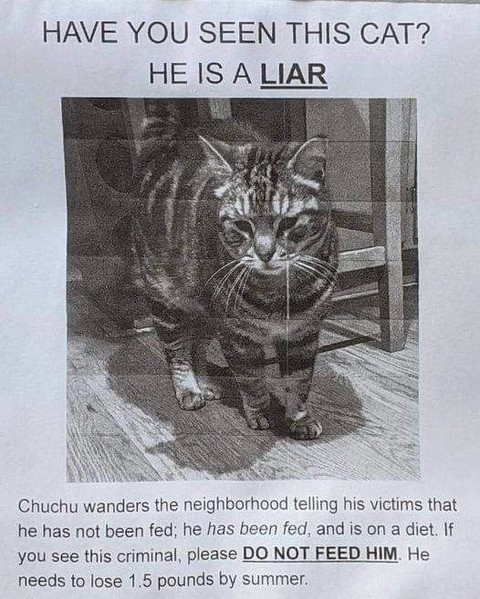 HAVE YOU SEEN THIS CAT?
HE IS A LIAR
Chuchu wanders the neighborhood telling his victims that
he has not been fed; he has been fed, and is on a diet. If
you see this criminal, please DO NOT FEED HIM. He
needs to lose 1.5 pounds by summer.